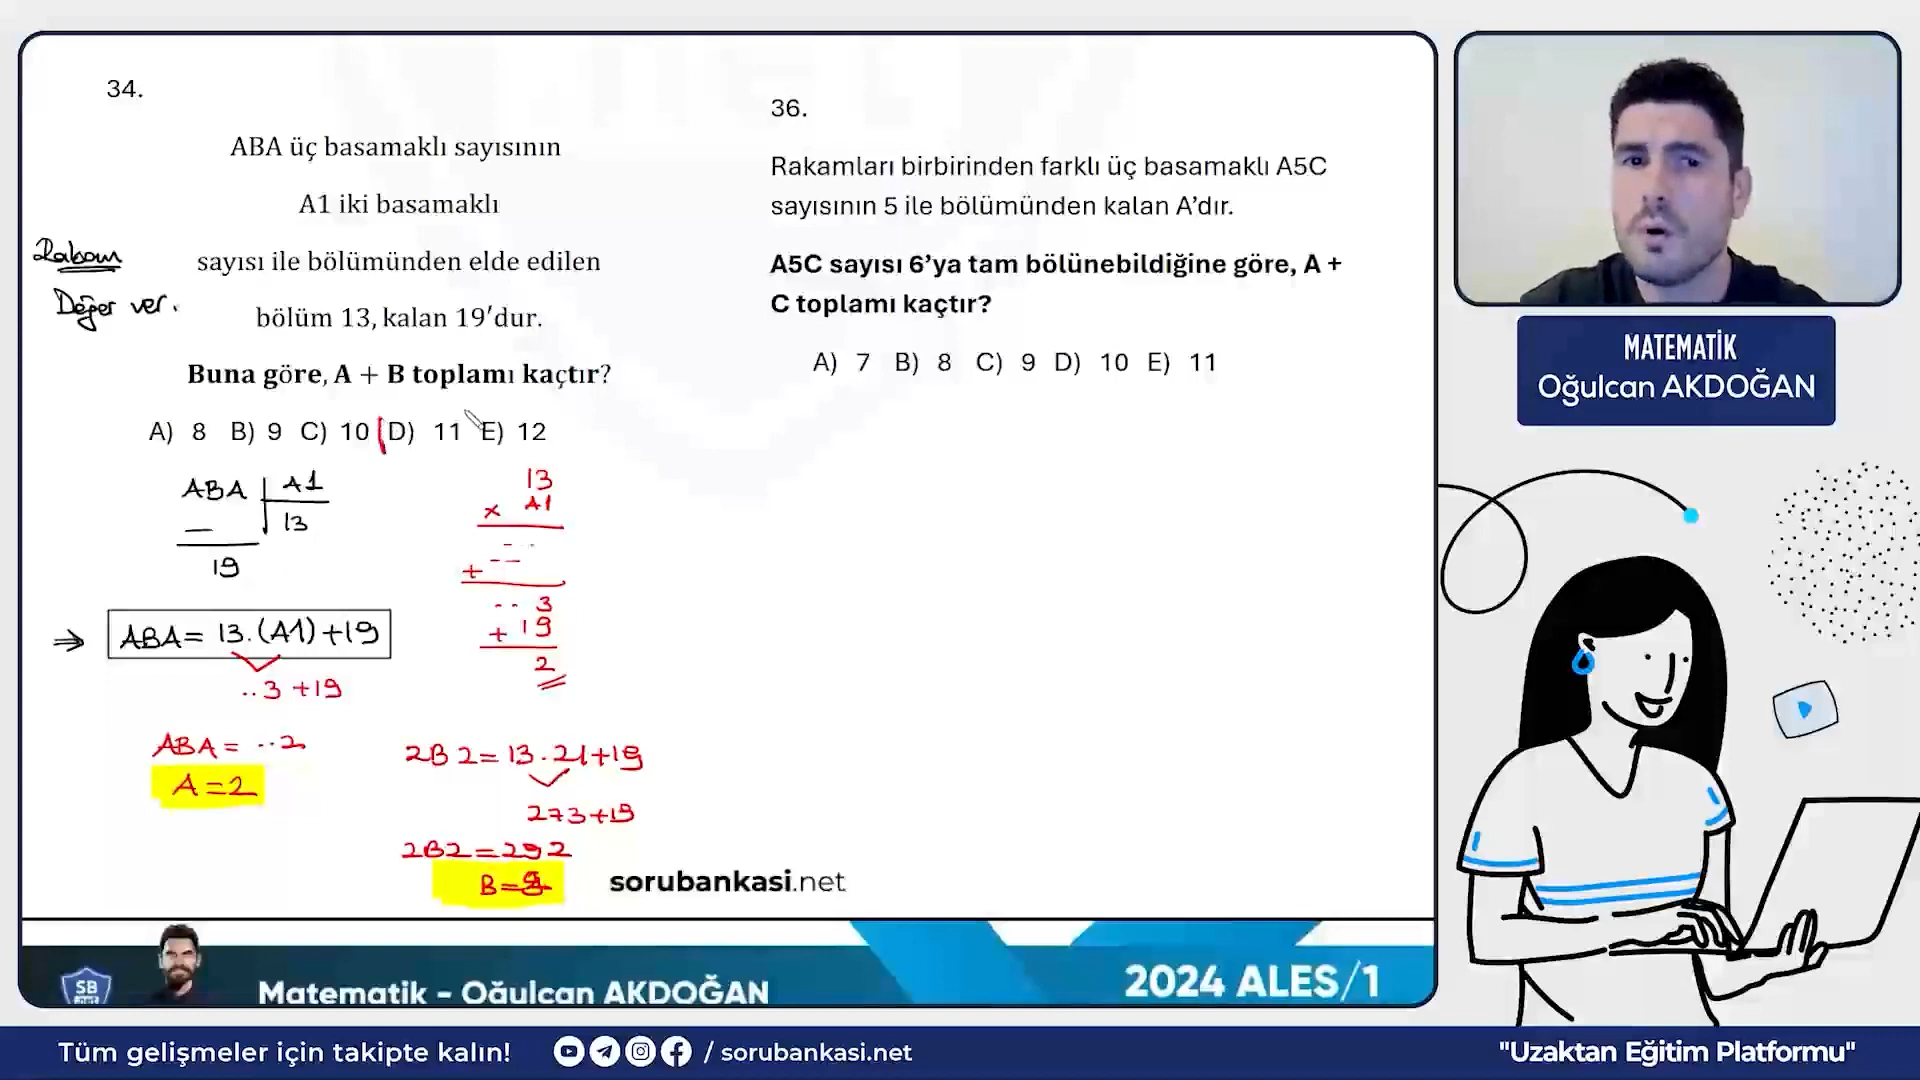 34.
ABA üç basamaklı sayısının
A1 iki basamaklı
sayısı ile bölümünden elde edilen
bölüm 13, kalan 19′dur.
Buna göre, A + B toplamı kaçtır?
A) 8 B) 9 C) 10 D) 11 E) 12
Rakam
Değer ver.
ABA A1
13
19
⇒ ABA = 13.(A1)+19
..3 +19
ABA = ..2
A=2
13
x A1
+
.. 3
+ 19
2
2B2 = 13.21+19
273+19
2B2 = 292
B=9
36.
Rakamları birbirinden farklı üç basamaklı A5C
sayısının 5 ile bölümünden kalan A’dır.
A5C sayısı 6’ya tam bölünebildiğine göre, A +
C toplamı kaçtır?
A) 7 B) 8 C) 9 D) 10 E) 11
sorubankasi.net
MATEMATİK
Oğulcan AKDOĞAN
SB
.net
Matematik - Oğulcan AKDOĞAN
2024 ALES/1
Tüm gelişmeler için takipte kalın! / sorubankasi.net
"Uzaktan Eğitim Platformu"